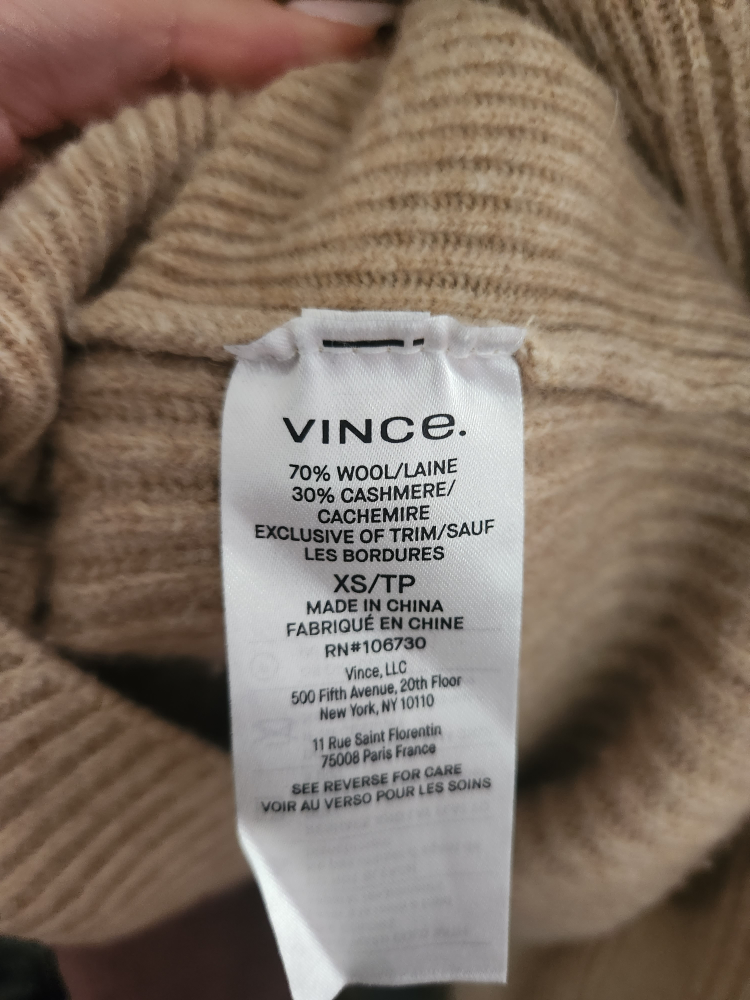 VINCE.
70% WOOL/LAINE
30% CASHMERE/
CACHEMIRE
EXCLUSIVE OF TRIM/SAUF
LES BORDURES
XS/TP
MADE IN CHINA
FABRIQUÉ EN CHINE
RN#106730
Vince, LLC
500 Fifth Avenue, 20th Floor
New York, NY 10110
11 Rue Saint Florentin
75008 Paris France
SEE REVERSE FOR CARE
VOIR AU VERSO POUR LES SOINS